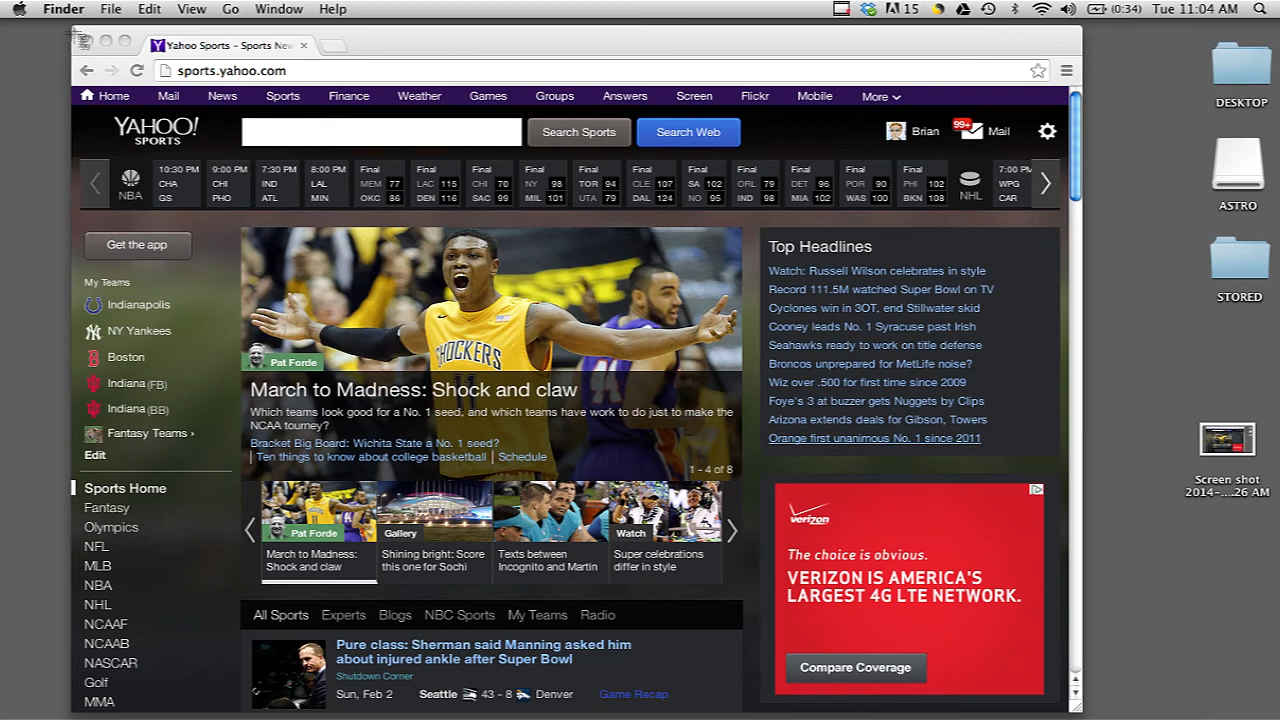 Finder File Edit View Go Window Help
15 (0:34) Tue 11:04 AM
Yahoo Sports - Sports New
sports.yahoo.com
Home Mail News Sports Finance Weather Games Groups Answers Screen Flickr Mobile More
YAHOO! SPORTS
Search Sports Search Web
Brian 99+ Mail
NBA
10:30 PM CHA GS
9:00 PM CHI PHO
7:30 PM IND ATL
8:00 PM LAL MIN
Final MEM 77 OKC 86
Final LAC 115 DEN 116
Final CHI 70 SAC 99
Final NY 98 MIL 101
Final TOR 94 UTA 79
Final CLE 107 DAL 124
Final SA 102 NO 95
Final ORL 79 IND 98
Final DET 96 MIA 102
Final POR 90 WAS 100
Final PHI 102 BKN 108
NHL
7:00 PM WPG CAR
Get the app
My Teams
Indianapolis
NY Yankees
Boston
Indiana (FB)
Indiana (BB)
Fantasy Teams ›
Edit
Sports Home
Fantasy
Olympics
NFL
MLB
NBA
NHL
NCAAF
NCAAB
NASCAR
Golf
MMA
SHOCKERS
11
44
Pat Forde
March to Madness: Shock and claw
Which teams look good for a No. 1 seed, and which teams have work to do just to make the
NCAA tourney?
Bracket Big Board: Wichita State a No. 1 seed?
| Ten things to know about college basketball | Schedule
1 - 4 of 8
Pat Forde
March to Madness:
Shock and claw
Gallery
Shining bright: Score
this one for Sochi
Texts between
Incognito and Martin
Watch
Super celebrations
differ in style
All Sports Experts Blogs NBC Sports My Teams Radio
Pure class: Sherman said Manning asked him
about injured ankle after Super Bowl
Shutdown Corner
Sun, Feb 2 Seattle 43 - 8 Denver Game Recap
Top Headlines
Watch: Russell Wilson celebrates in style
Record 111.5M watched Super Bowl on TV
Cyclones win in 3OT, end Stillwater skid
Cooney leads No. 1 Syracuse past Irish
Seahawks ready to work on title defense
Broncos unprepared for MetLife noise?
Wiz over .500 for first time since 2009
Foye's 3 at buzzer gets Nuggets by Clips
Arizona extends deals for Gibson, Towers
Orange first unanimous No. 1 since 2011
verizon
The choice is obvious.
VERIZON IS AMERICA'S
LARGEST 4G LTE NETWORK.
Compare Coverage
DESKTOP
ASTRO
STORED
Screen shot
2014-....26 AM